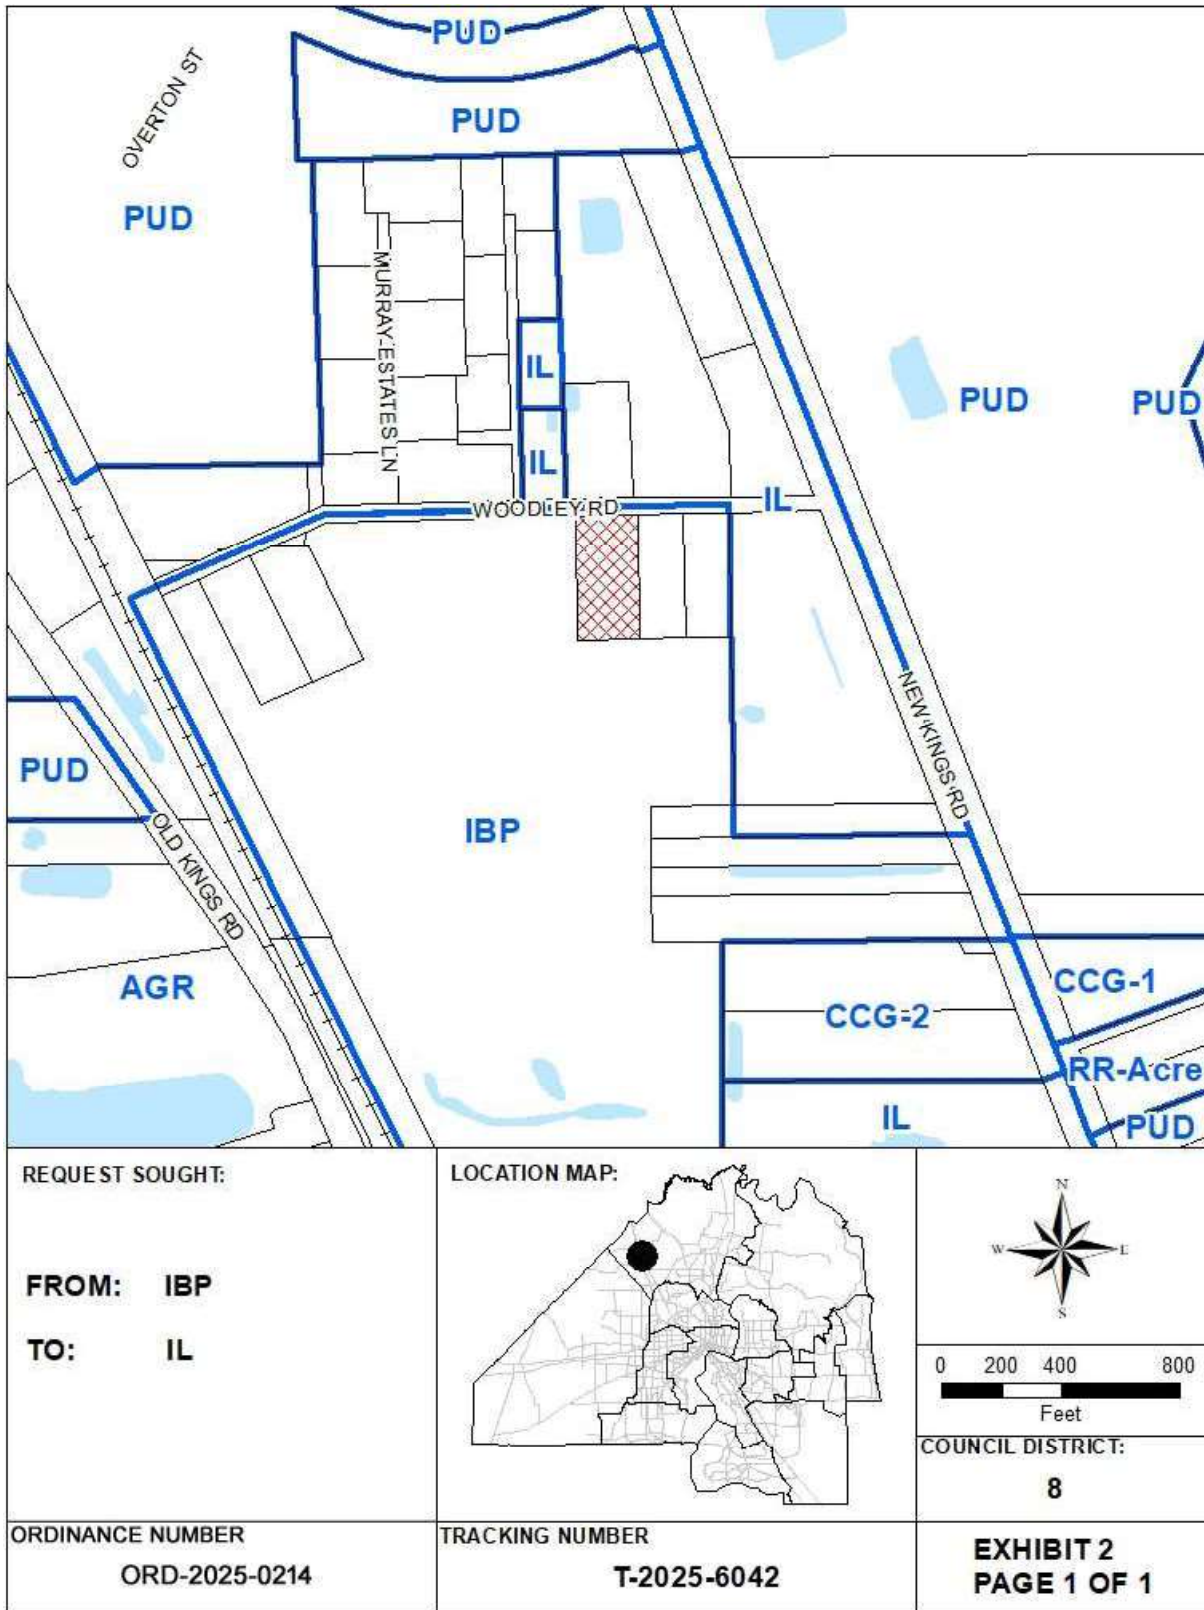 PUD
OVERTON ST
PUD
PUD
MURRAY ESTATES LN
IL
PUD
PUD
IL
WOODLEY RD
IL
NEW KINGS RD
PUD
OLD KINGS RD
IBP
AGR
CCG-1
CCG-2
RR-Acre
IL
PUD
REQUEST SOUGHT:
FROM: IBP
TO: IL
LOCATION MAP:
N
W E
S
0 200 400 800
Feet
COUNCIL DISTRICT:
8
ORDINANCE NUMBER
ORD-2025-0214
TRACKING NUMBER
T-2025-6042
EXHIBIT 2
PAGE 1 OF 1